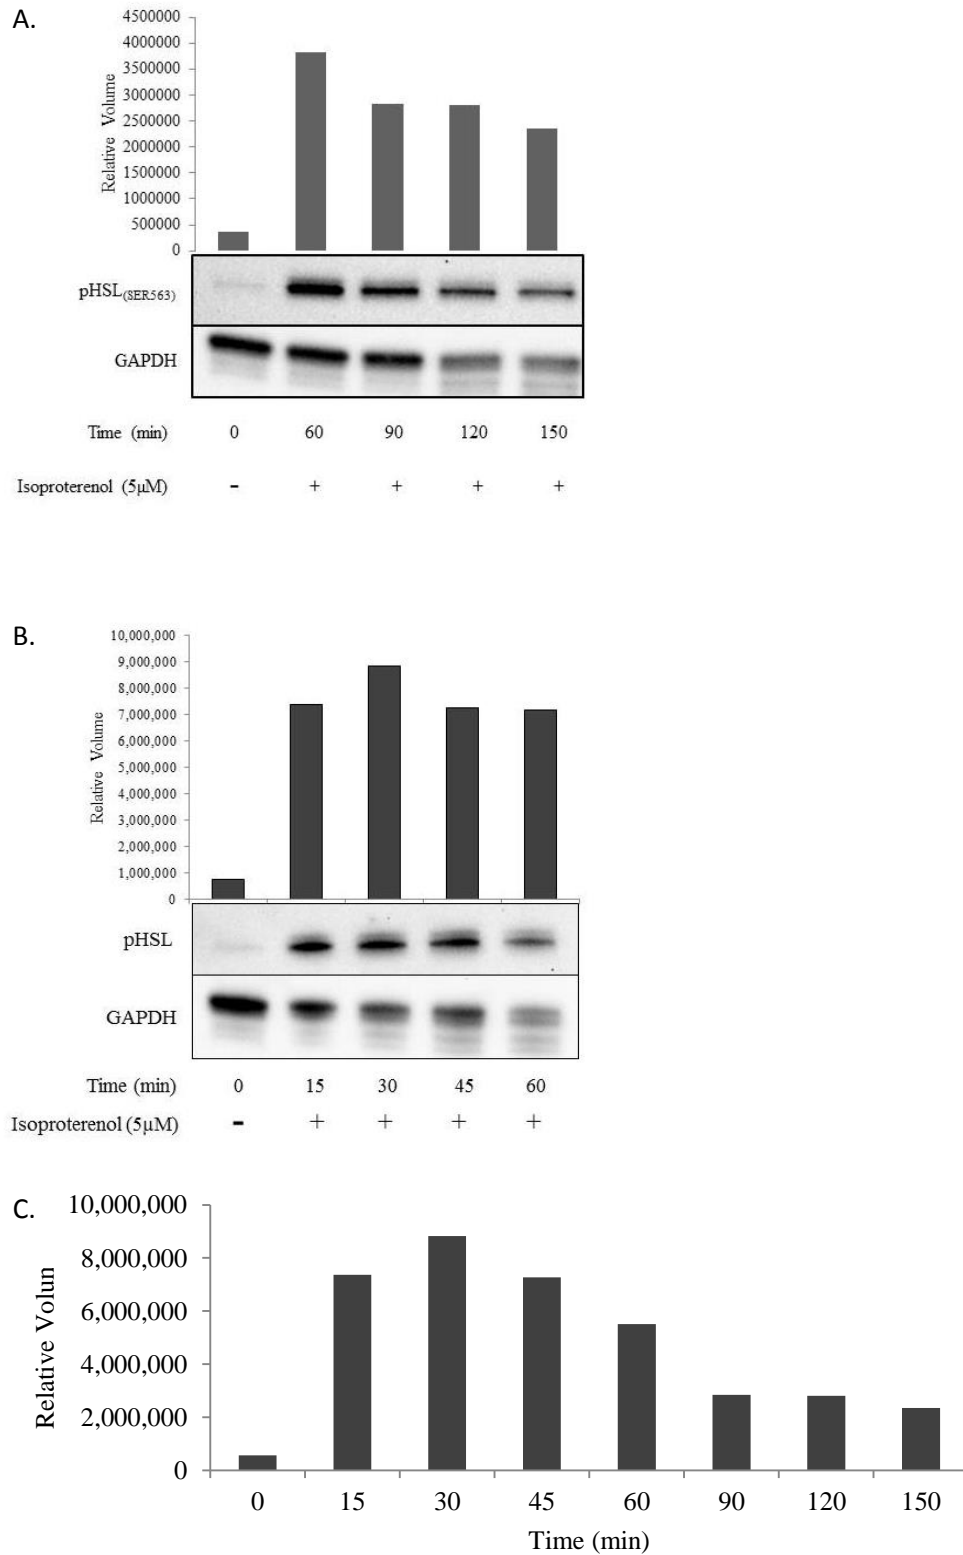 A.
4500000
4000000
3500000
3000000
2500000
2000000
1500000
1000000
500000
0
Relative Volume
pHSL(SER563)
GAPDH
Time (min) 0 60 90 120 150
Isoproterenol (5µM) - + + + +
B.
10,000,000
9,000,000
8,000,000
7,000,000
6,000,000
5,000,000
4,000,000
3,000,000
2,000,000
1,000,000
0
Relative Volume
pHSL
GAPDH
Time (min) 0 15 30 45 60
Isoproterenol (5µM) - + + + +
C.
10,000,000
8,000,000
6,000,000
4,000,000
2,000,000
0
Relative Volun
0 15 30 45 60 90 120 150
Time (min)